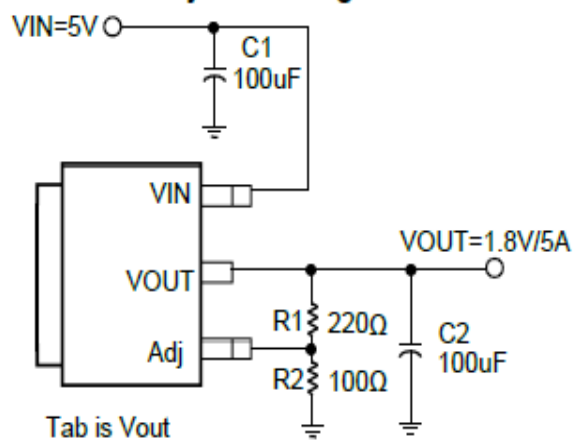 VIN=5V
C1
100uF
VIN
VOUT=1.8V/5A
VOUT
R1 220Ω
C2
100uF
Adj
R2 100Ω
Tab is Vout